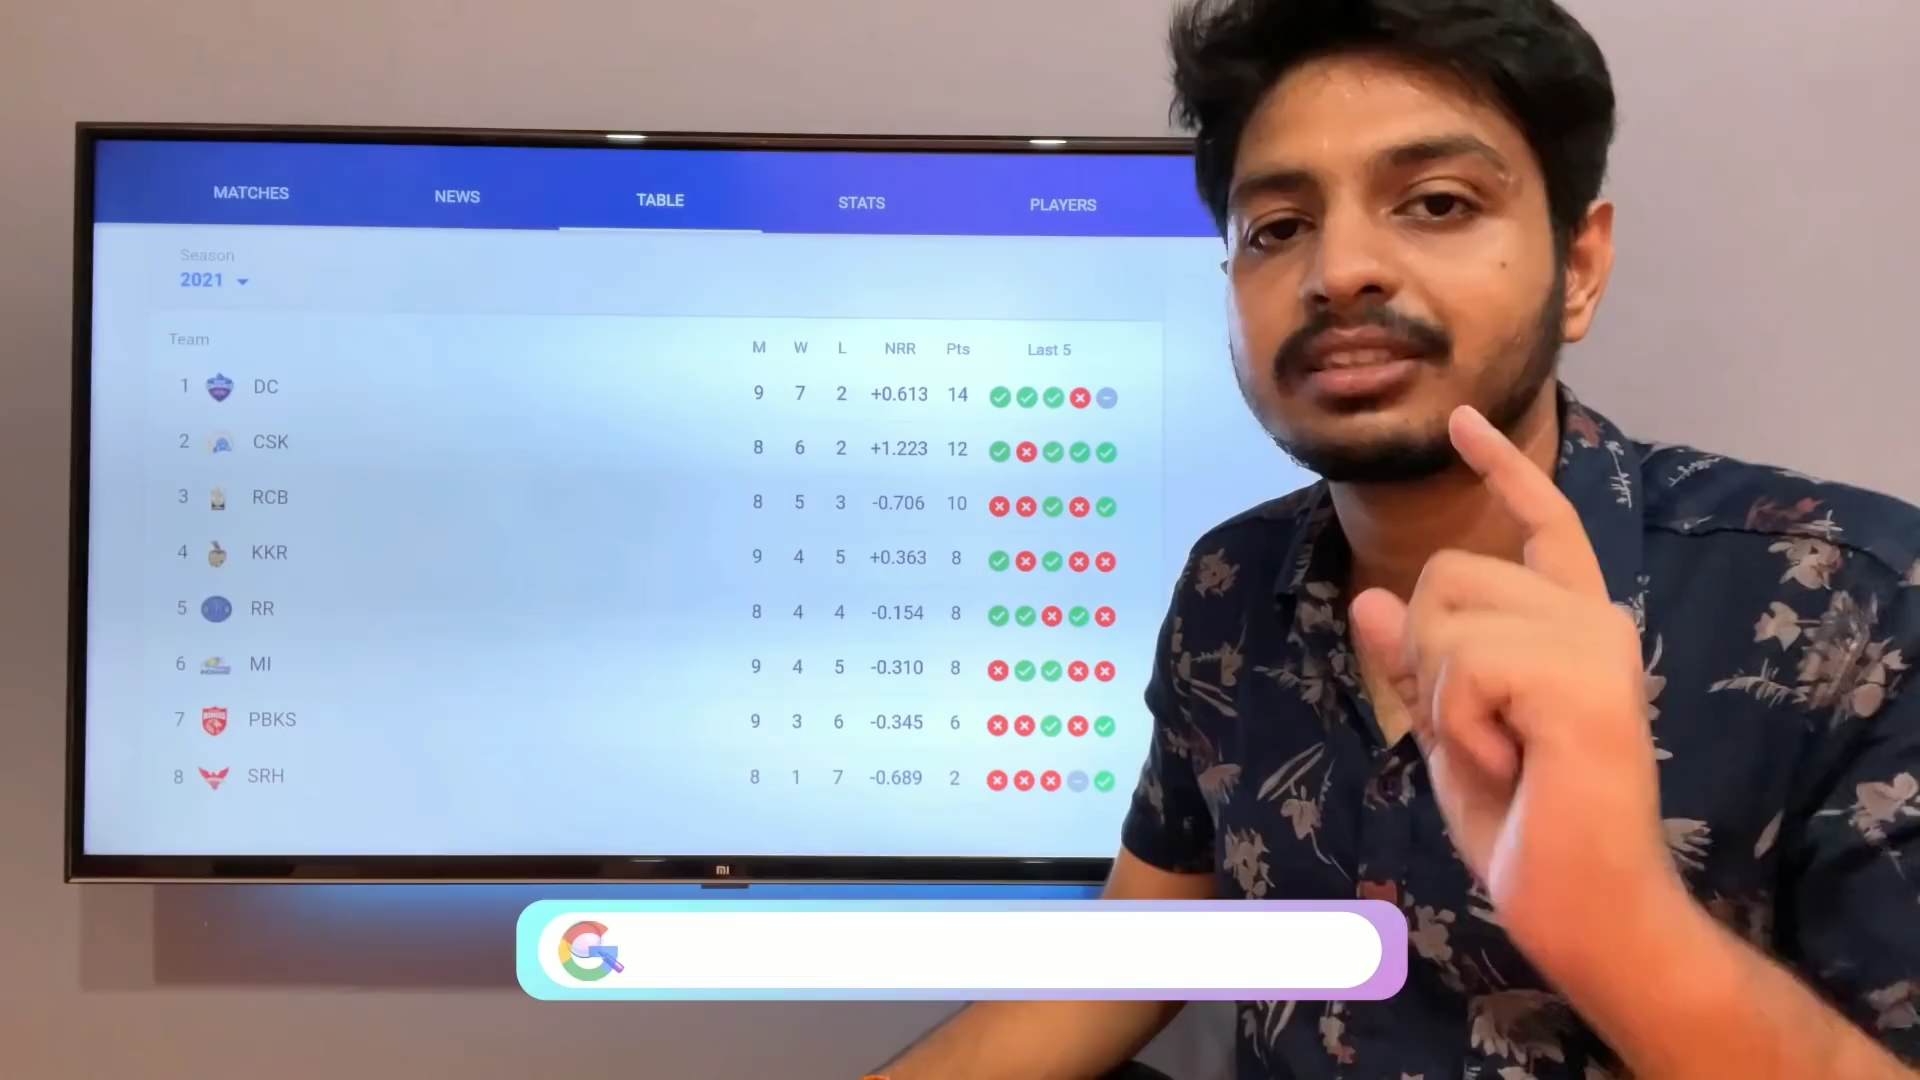 MATCHES NEWS TABLE STATS PLAYERS
Season
2021
Team M W L NRR Pts Last 5
1 DC 9 7 2 +0.613 14
2 CSK 8 6 2 +1.223 12
3 RCB 8 5 3 -0.706 10
4 KKR 9 4 5 +0.363 8
5 RR 8 4 4 -0.154 8
6 MI 9 4 5 -0.310 8
7 PBKS 9 3 6 -0.345 6
8 SRH 8 1 7 -0.689 2
mi